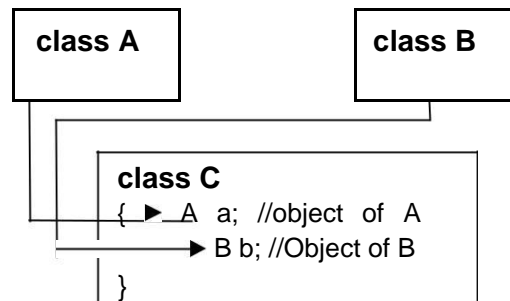 class A
class B
class C
{ A a; //object of A
B b; //Object of B
}